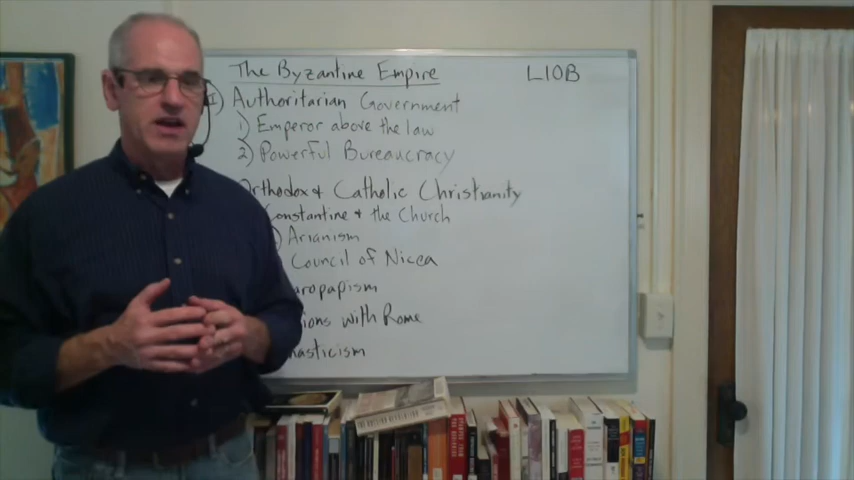 The Byzantine Empire L10B
I) Authoritarian Government
1) Emperor above the law
2) Powerful Bureaucracy
Orthodox & Catholic Christianity
Constantine & the Church
) Arianism
Council of Nicea
aropapism
ions with Rome
nasticism